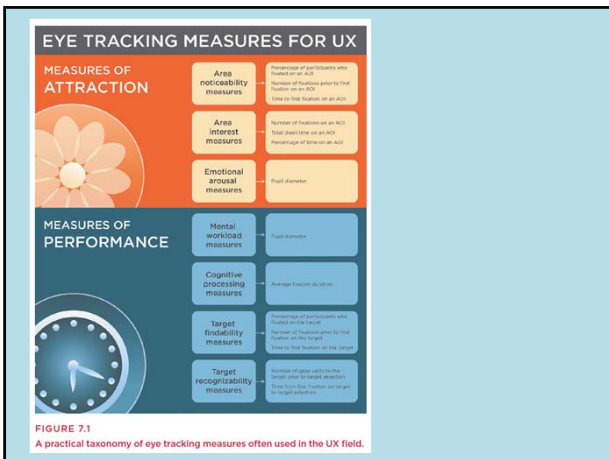 EYE TRACKING MEASURES FOR UX
MEASURES OF
ATTRACTION
Area
noticeability
measures
Percentage of participants who
fixated on an AOI
Number of fixations prior to first
fixation on an AOI
Time to first fixation on an AOI
Area
interest
measures
Number of fixations on an AOI
Total dwell time on an AOI
Percentage of time on an AOI
Emotional
arousal
measures
Pupil diameter
MEASURES OF
PERFORMANCE
Mental
workload
measures
Pupil diameter
Cognitive
processing
measures
Average fixation duration
Target
findability
measures
Percentage of participants who
fixated on the target
Number of fixations prior to first
fixation on the target
Time to first fixation on the target
Target
recognizability
measures
Number of gaze visits to the
target prior to target selection
Time from first fixation on target
to target selection
FIGURE 7.1
A practical taxonomy of eye tracking measures often used in the UX field.